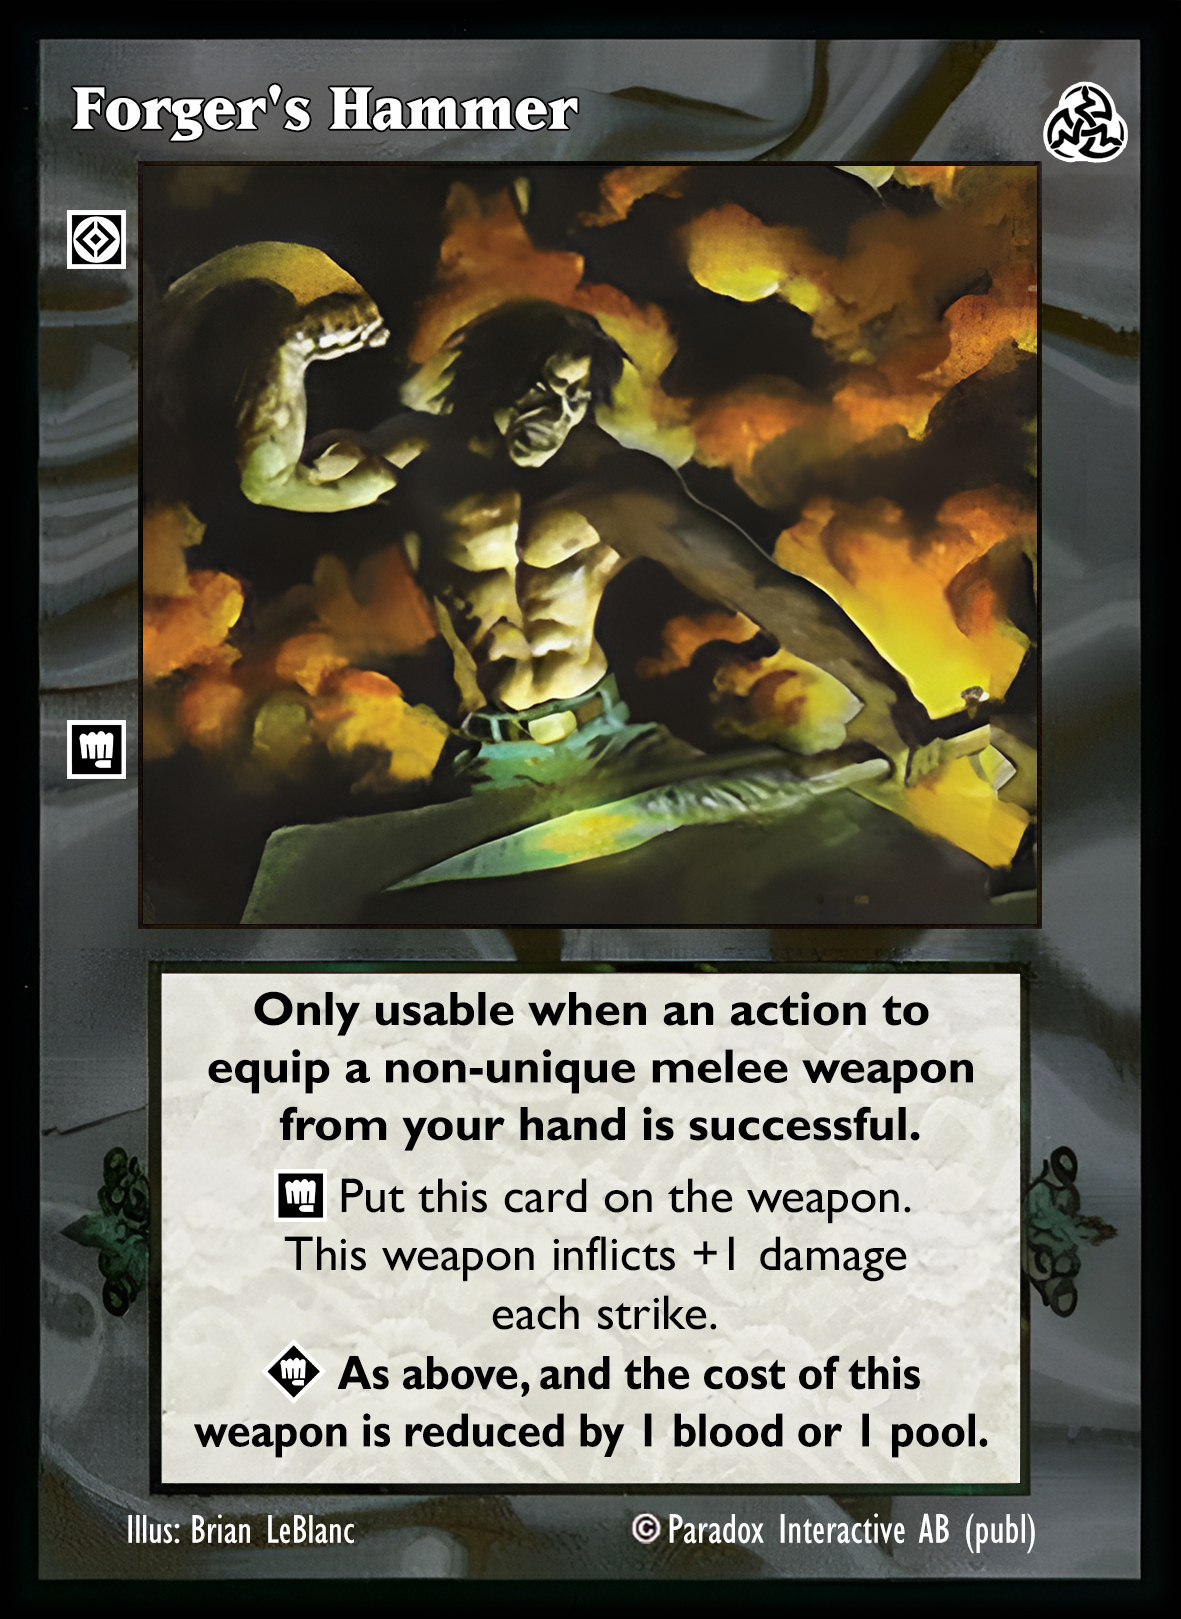 Forger's Hammer
Only usable when an action to
equip a non-unique melee weapon
from your hand is successful.
Put this card on the weapon.
This weapon inflicts +1 damage
each strike.
As above, and the cost of this
weapon is reduced by 1 blood or 1 pool.
Illus: Brian LeBlanc
© Paradox Interactive AB (publ)